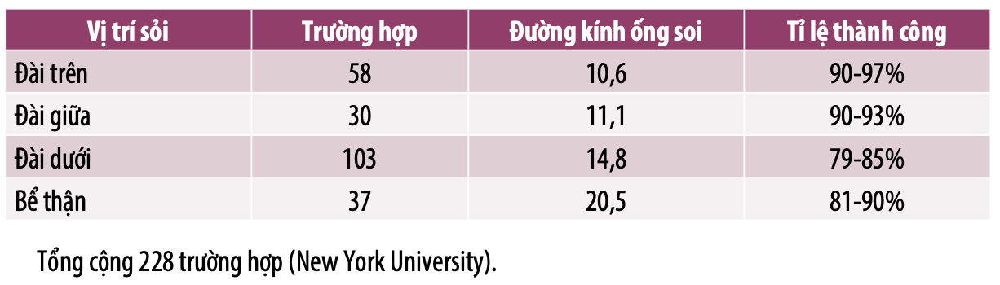 Vị trí sỏi Trường hợp Đường kính ống soi Tỉ lệ thành công
Đài trên 58 10,6 90-97%
Đài giữa 30 11,1 90-93%
Đài dưới 103 14,8 79-85%
Bể thận 37 20,5 81-90%
Tổng cộng 228 trường hợp (New York University).